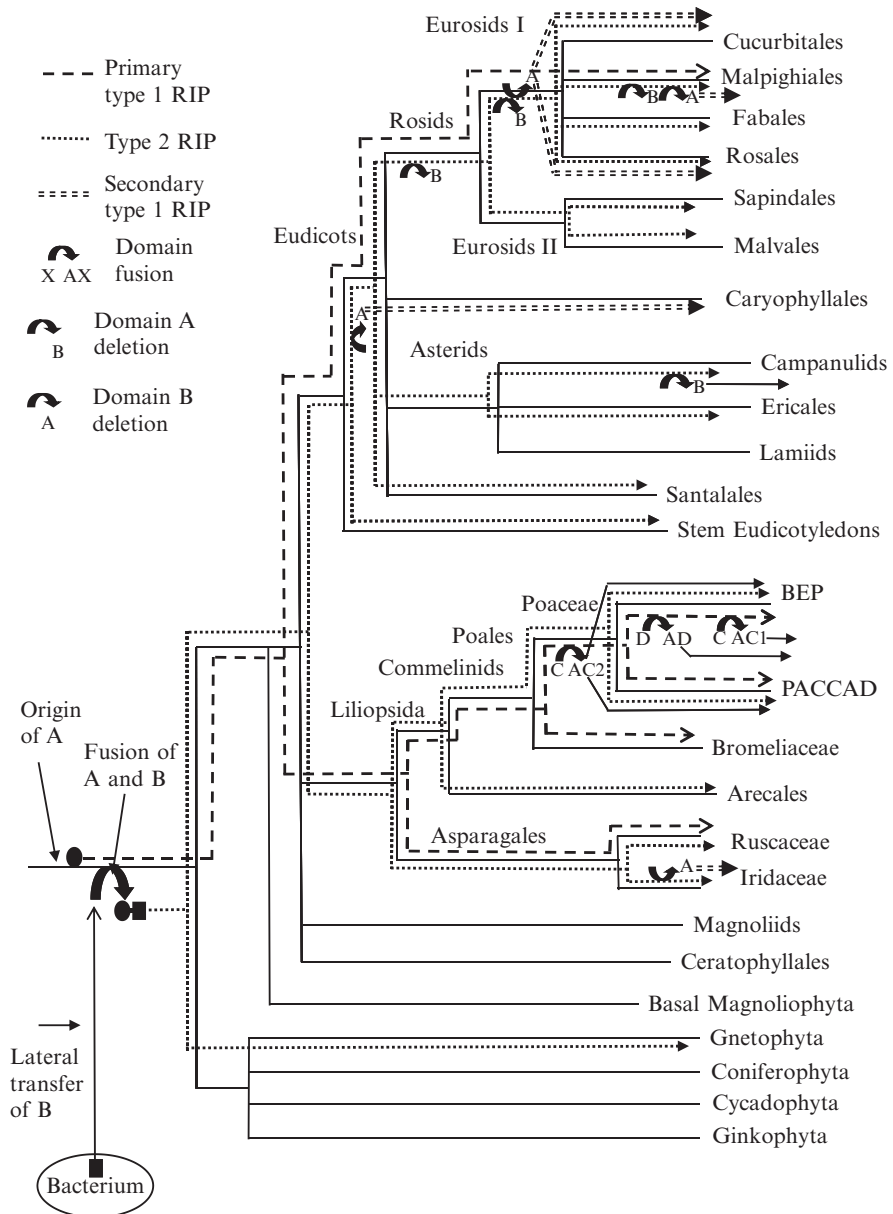 Primary
type 1 RIP
Type 2 RIP
Secondary
type 1 RIP
Domain
fusion
X AX
Domain A
deletion
B
Domain B
deletion
A
Eurosids I
Cucurbitales
A
Malpighiales
B
A
B
Rosids
Fabales
Rosales
B
Sapindales
Eudicots
Eurosids II
Malvales
Caryophyllales
A
Asterids
Campanulids
B
Ericales
Lamiids
Santalales
Stem Eudicotyledons
BEP
Poaceae
D AD
C AC1
Poales
C AC2
Commelinids
PACCAD
Liliopsida
Bromeliaceae
Arecales
Asparagales
Ruscaceae
A
Iridaceae
Origin
of A
Fusion of
A and B
Magnoliids
Ceratophyllales
Basal Magnoliophyta
Gnetophyta
Lateral
transfer
of B
Coniferophyta
Cycadophyta
Ginkophyta
Bacterium